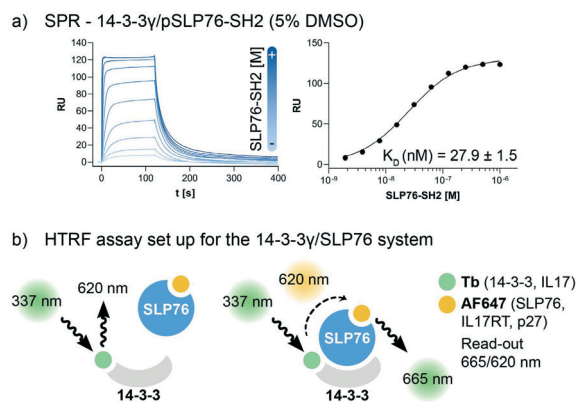 a) SPR - 14-3-3γ/pSLP76-SH2 (5% DMSO)
140
120
100
80
60
40
20
0
RU
0 100 200 300 400
t [s]
SLP76-SH2 [M]
+
-
150
100
50
0
RU
K_D (nM) = 27.9 ± 1.5
10⁻⁹ 10⁻⁸ 10⁻⁷ 10⁻⁶
SLP76-SH2 [M]
b) HTRF assay set up for the 14-3-3γ/SLP76 system
337 nm
620 nm
SLP76
14-3-3
337 nm
620 nm
SLP76
14-3-3
665 nm
Tb (14-3-3, IL17)
AF647 (SLP76,
IL17RT, p27)
Read-out
665/620 nm